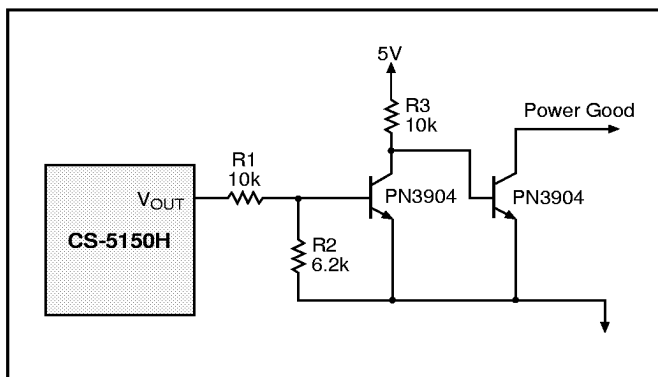 5V
R3
10k
Power Good
R1
10k
VOUT
PN3904
PN3904
CS-5150H
R2
6.2k